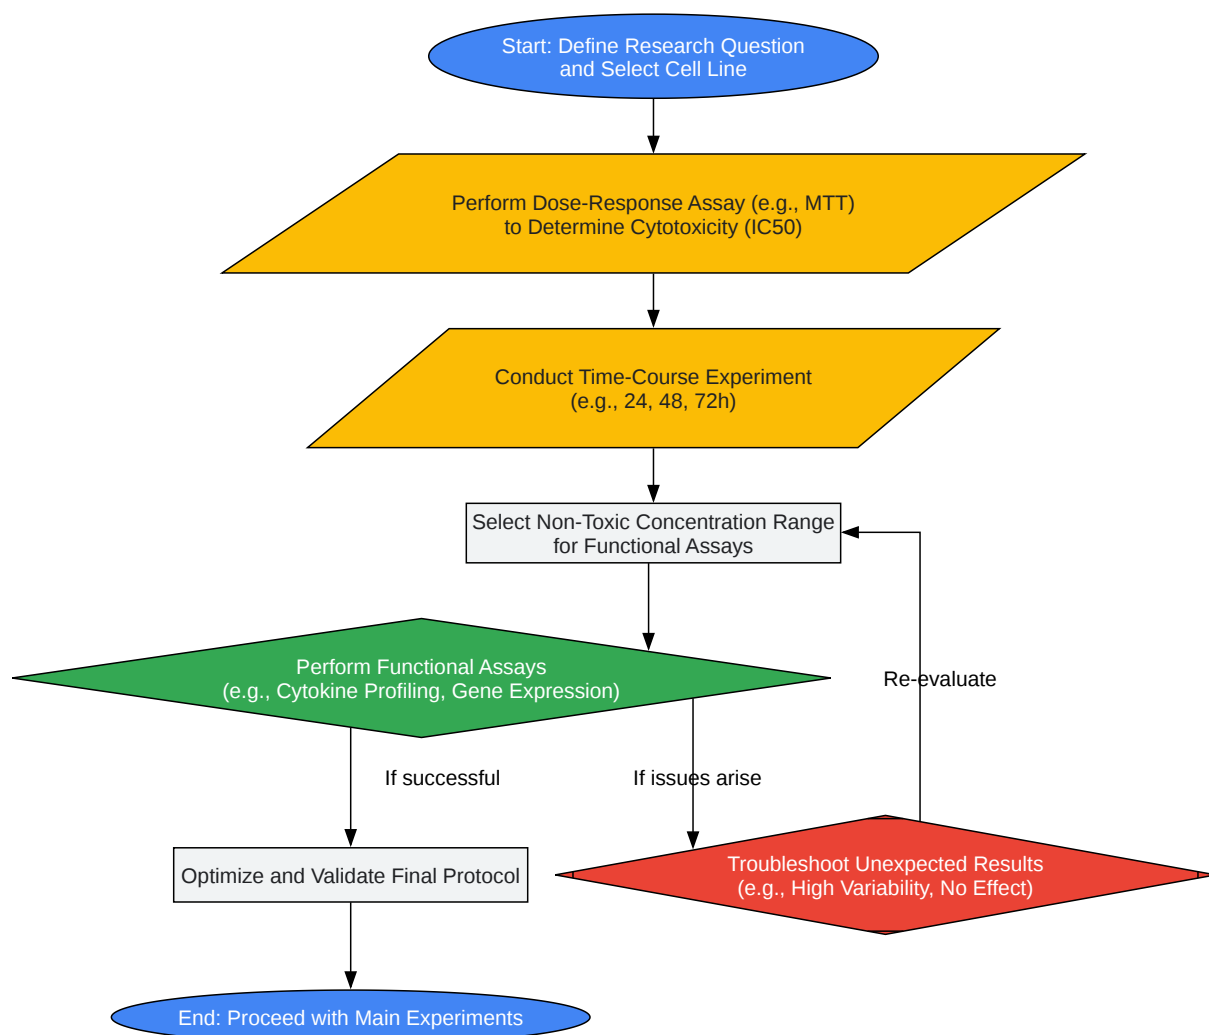 Start: Define Research Question
and Select Cell Line
Perform Dose-Response Assay (e.g., MTT)
to Determine Cytotoxicity (IC50)
Conduct Time-Course Experiment
(e.g., 24, 48, 72h)
Select Non-Toxic Concentration Range
for Functional Assays
Perform Functional Assays
(e.g., Cytokine Profiling, Gene Expression)
Re-evaluate
If successful
If issues arise
Troubleshoot Unexpected Results
(e.g., High Variability, No Effect)
Optimize and Validate Final Protocol
End: Proceed with Main Experiments